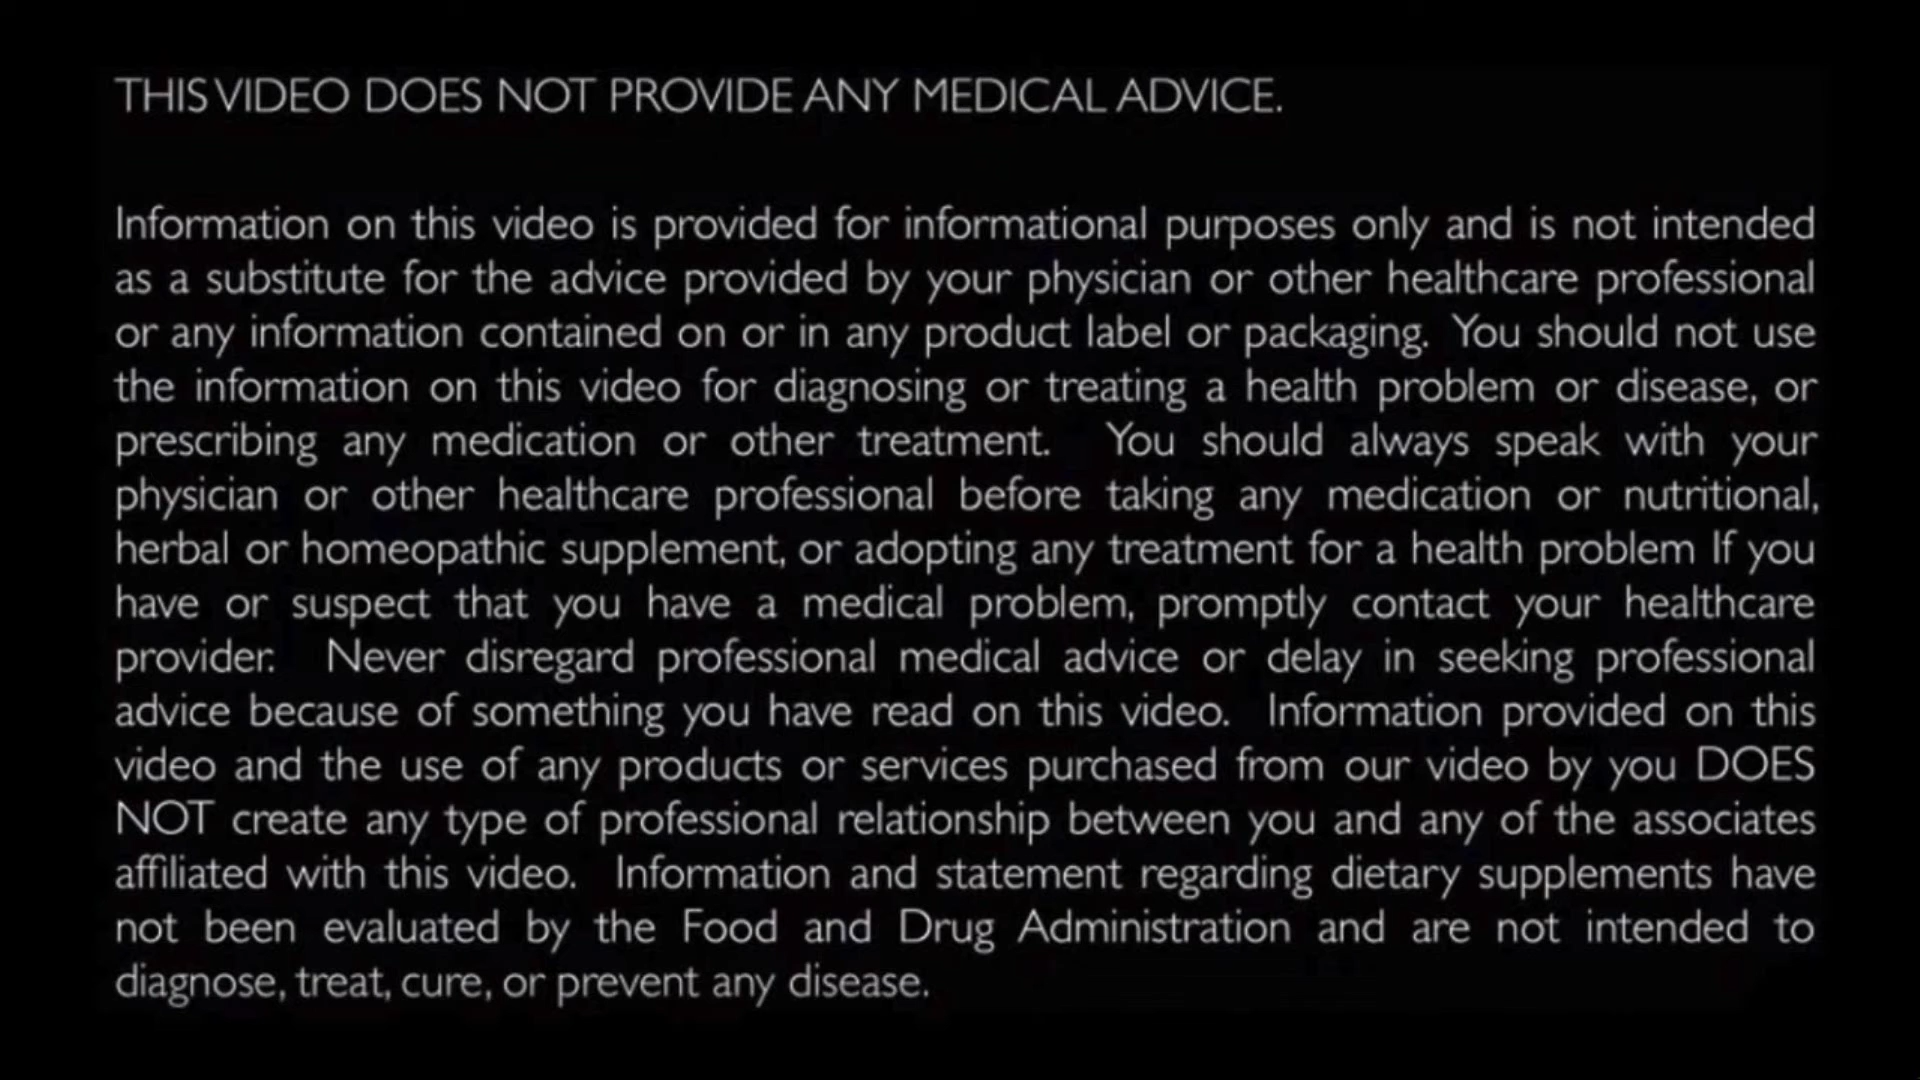 THIS VIDEO DOES NOT PROVIDE ANY MEDICAL ADVICE.
Information on this video is provided for informational purposes only and is not intended
as a substitute for the advice provided by your physician or other healthcare professional
or any information contained on or in any product label or packaging. You should not use
the information on this video for diagnosing or treating a health problem or disease, or
prescribing any medication or other treatment. You should always speak with your
physician or other healthcare professional before taking any medication or nutritional,
herbal or homeopathic supplement, or adopting any treatment for a health problem If you
have or suspect that you have a medical problem, promptly contact your healthcare
provider. Never disregard professional medical advice or delay in seeking professional
advice because of something you have read on this video. Information provided on this
video and the use of any products or services purchased from our video by you DOES
NOT create any type of professional relationship between you and any of the associates
affiliated with this video. Information and statement regarding dietary supplements have
not been evaluated by the Food and Drug Administration and are not intended to
diagnose, treat, cure, or prevent any disease.